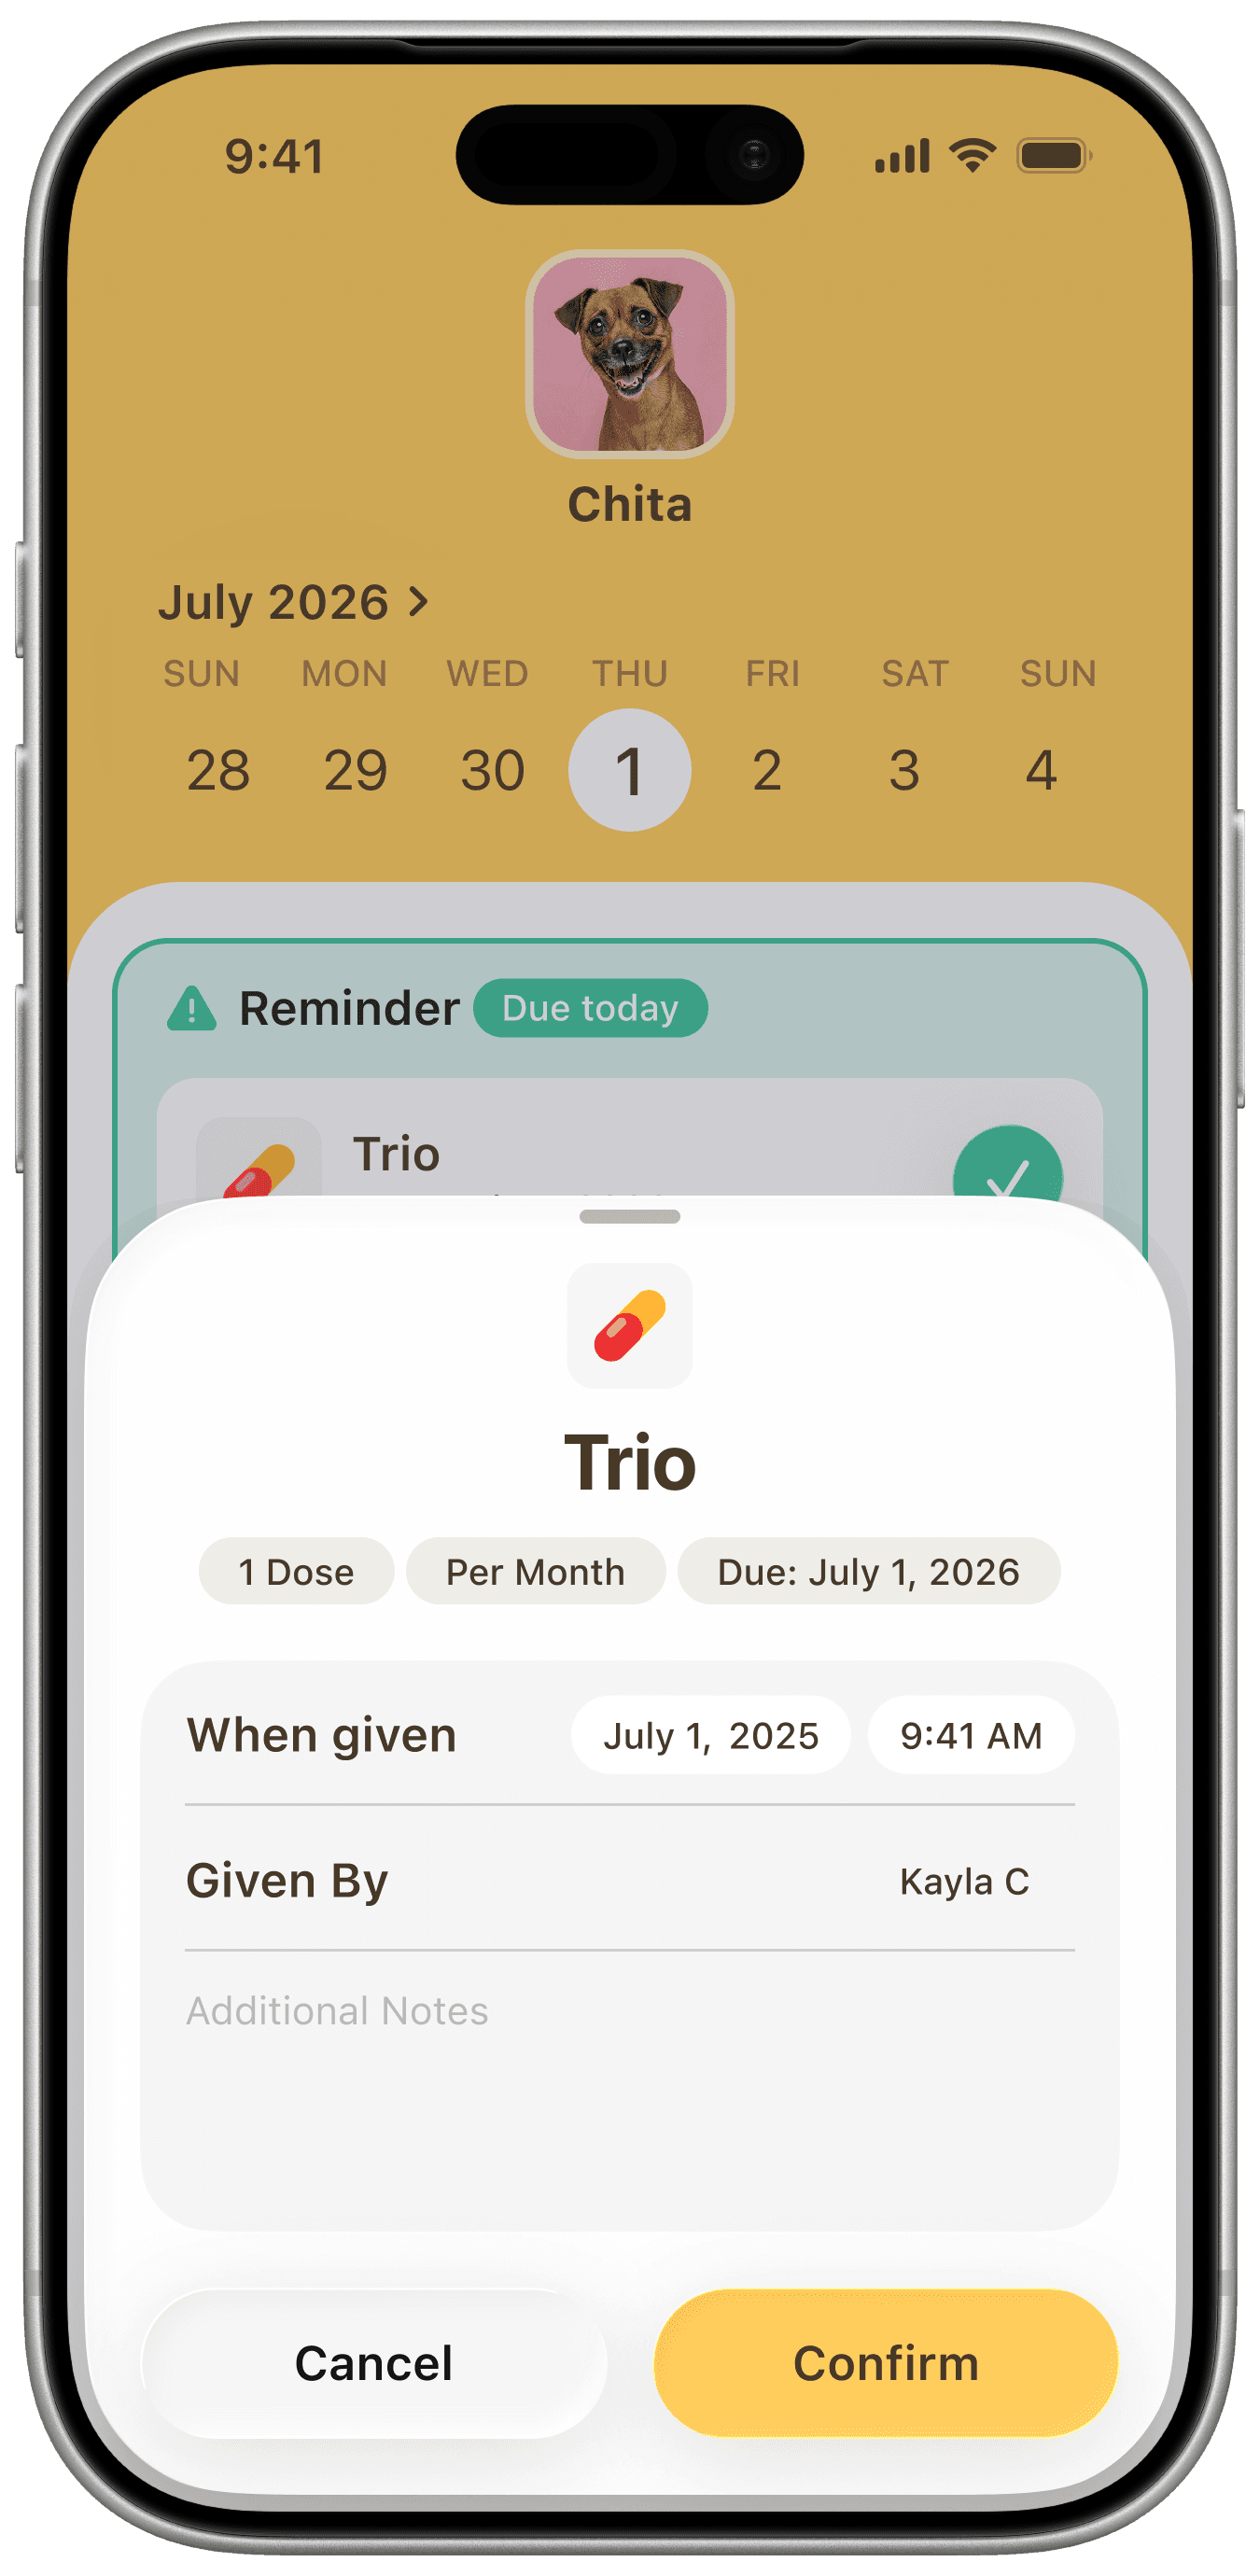 9:41
Chita
July 2026
SUN MON WED THU FRI SAT SUN
28 29 30 1 2 3 4
Reminder Due today
Trio
Trio
1 Dose Per Month Due: July 1, 2026
When given July 1, 2025 9:41 AM
Given By Kayla C
Additional Notes
Cancel Confirm